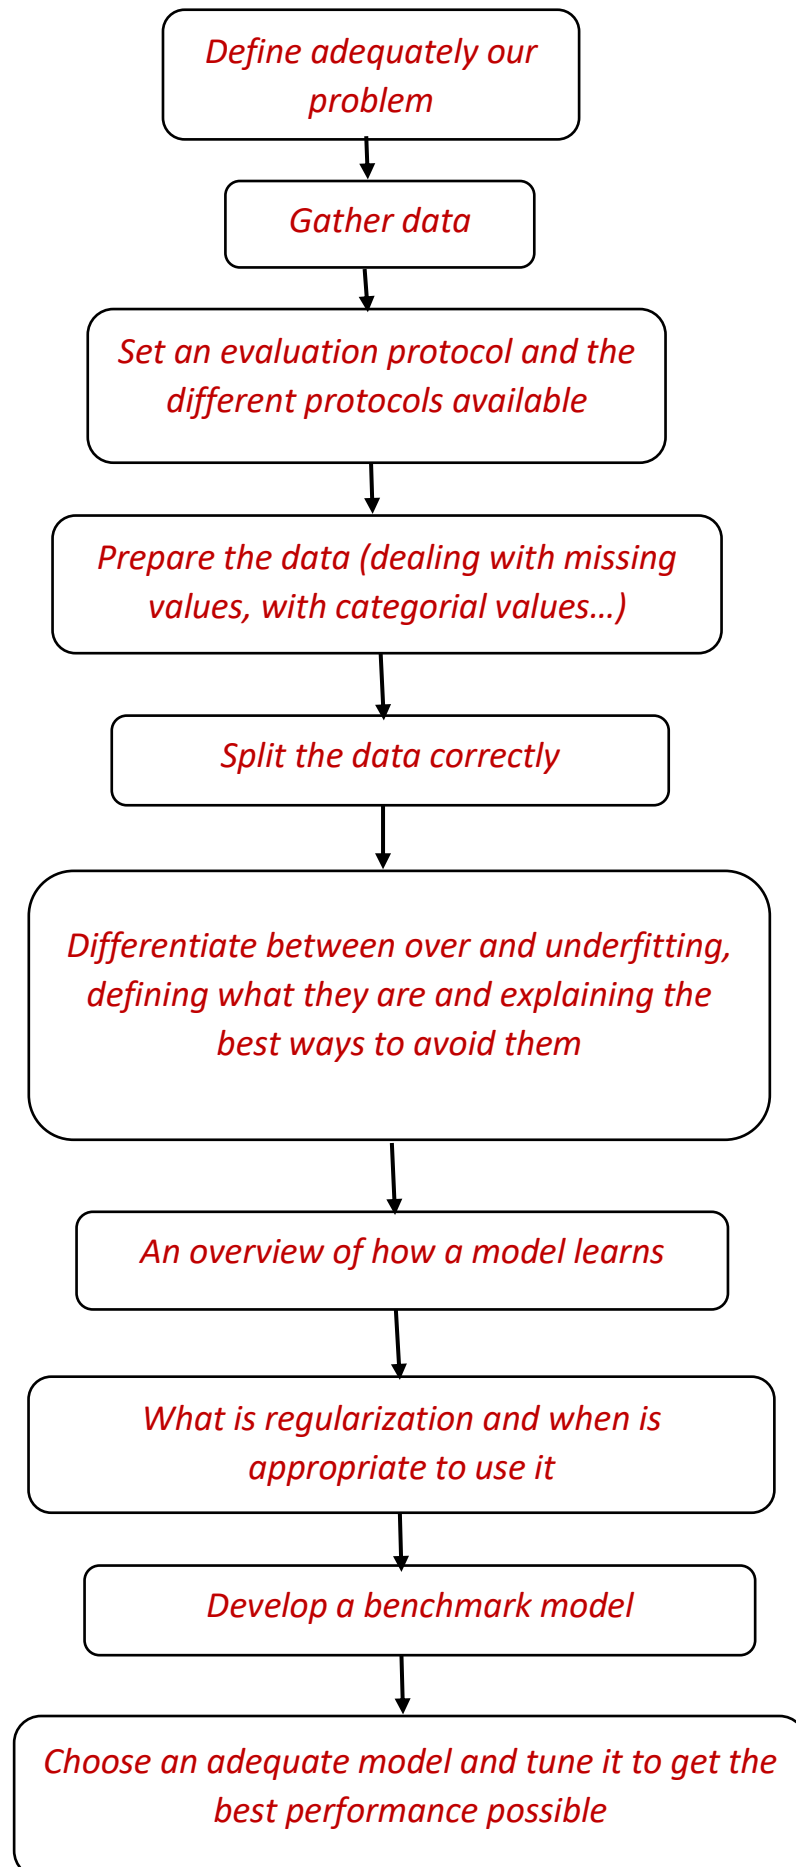 Define adequately our
problem
Gather data
Set an evaluation protocol and the
different protocols available
Prepare the data (dealing with missing
values, with categorial values…)
Split the data correctly
Differentiate between over and underfitting,
defining what they are and explaining the
best ways to avoid them
An overview of how a model learns
What is regularization and when is
appropriate to use it
Develop a benchmark model
Choose an adequate model and tune it to get the
best performance possible